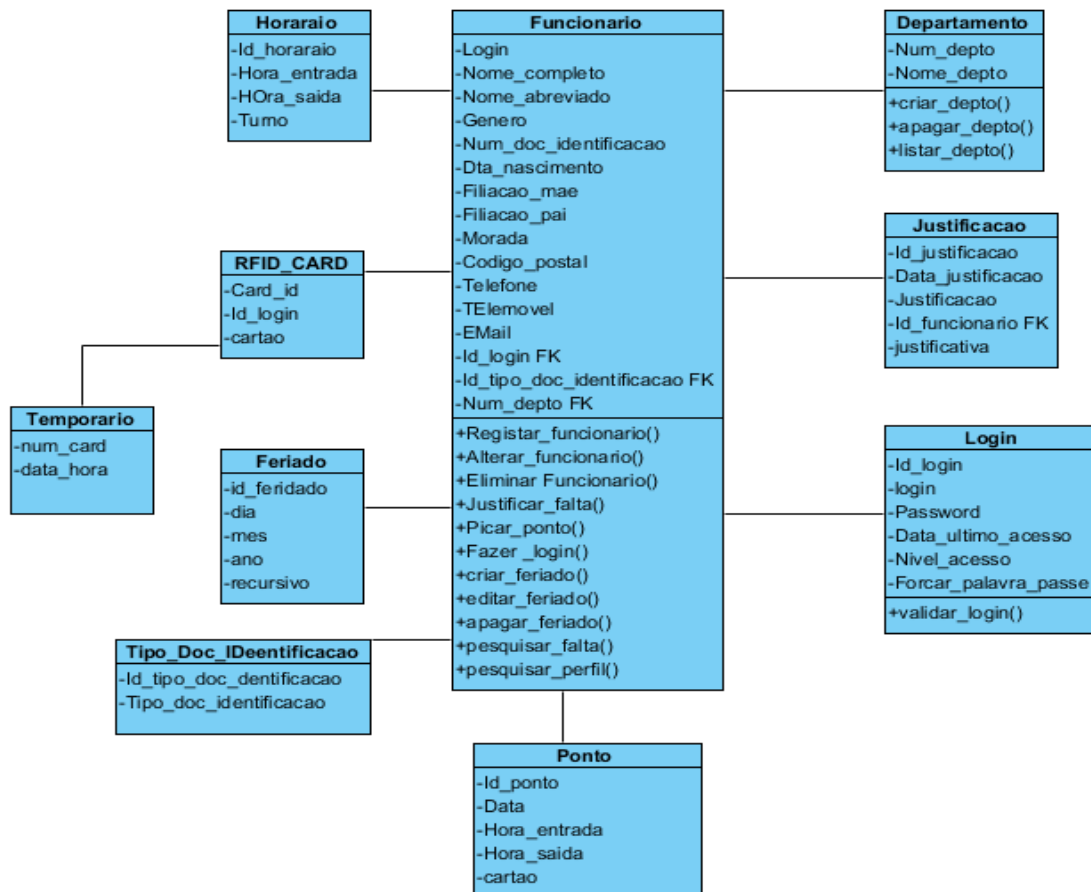 Horaraio
-Id_horaraio
-Hora_entrada
-HOra_saida
-Turno
Funcionario
-Login
-Nome_completo
-Nome_abreviado
-Genero
-Num_doc_identificacao
-Dta_nascimento
-Filiacao_mae
-Filiacao_pai
-Morada
-Codigo_postal
-Telefone
-TElemovel
-EMail
-Id_login FK
-Id_tipo_doc_identificacao FK
-Num_depto FK
+Registar_funcionario()
+Alterar_funcionario()
+Eliminar Funcionario()
+Justificar_falta()
+Picar_ponto()
+Fazer _login()
+criar_feriado()
+editar_feriado()
+apagar_feriado()
+pesquisar_falta()
+pesquisar_perfil()
Departamento
-Num_depto
-Nome_depto
+criar_depto()
+apagar_depto()
+listar_depto()
Justificacao
-Id_justificacao
-Data_justificacao
-Justificacao
-Id_funcionario FK
-justificativa
RFID_CARD
-Card_id
-Id_login
-cartao
Temporario
-num_card
-data_hora
Feriado
-id_feridado
-dia
-mes
-ano
-recursivo
Login
-Id_login
-login
-Password
-Data_ultimo_acesso
-Nivel_acesso
-Forcar_palavra_passe
+validar_login()
Tipo_Doc_IDeentificacao
-Id_tipo_doc_dentificacao
-Tipo_doc_identificacao
Ponto
-Id_ponto
-Data
-Hora_entrada
-Hora_saida
-cartao